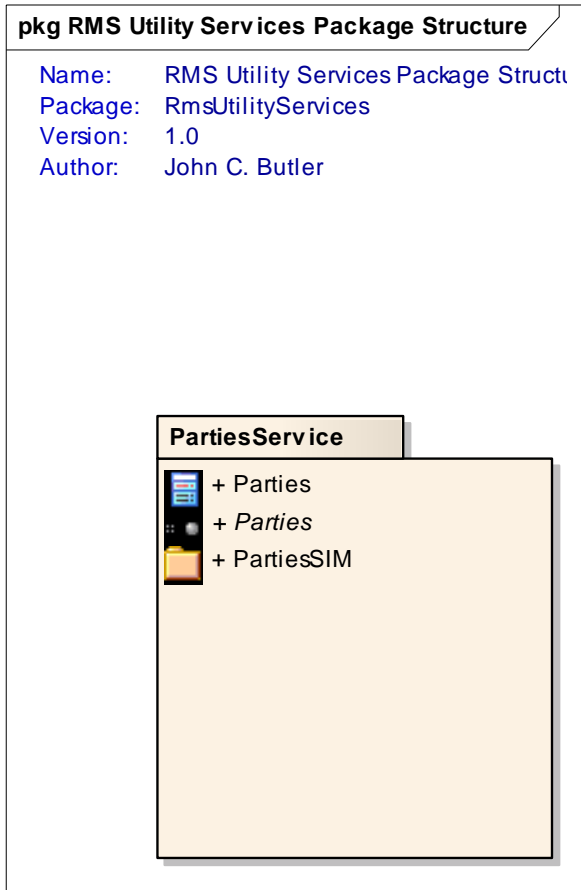 pkg RMS Utility Services Package Structure
Name: RMS Utility Services Package Structu
Package: RmsUtilityServices
Version: 1.0
Author: John C. Butler
PartiesService
+ Parties
+ Parties
+ PartiesSIM